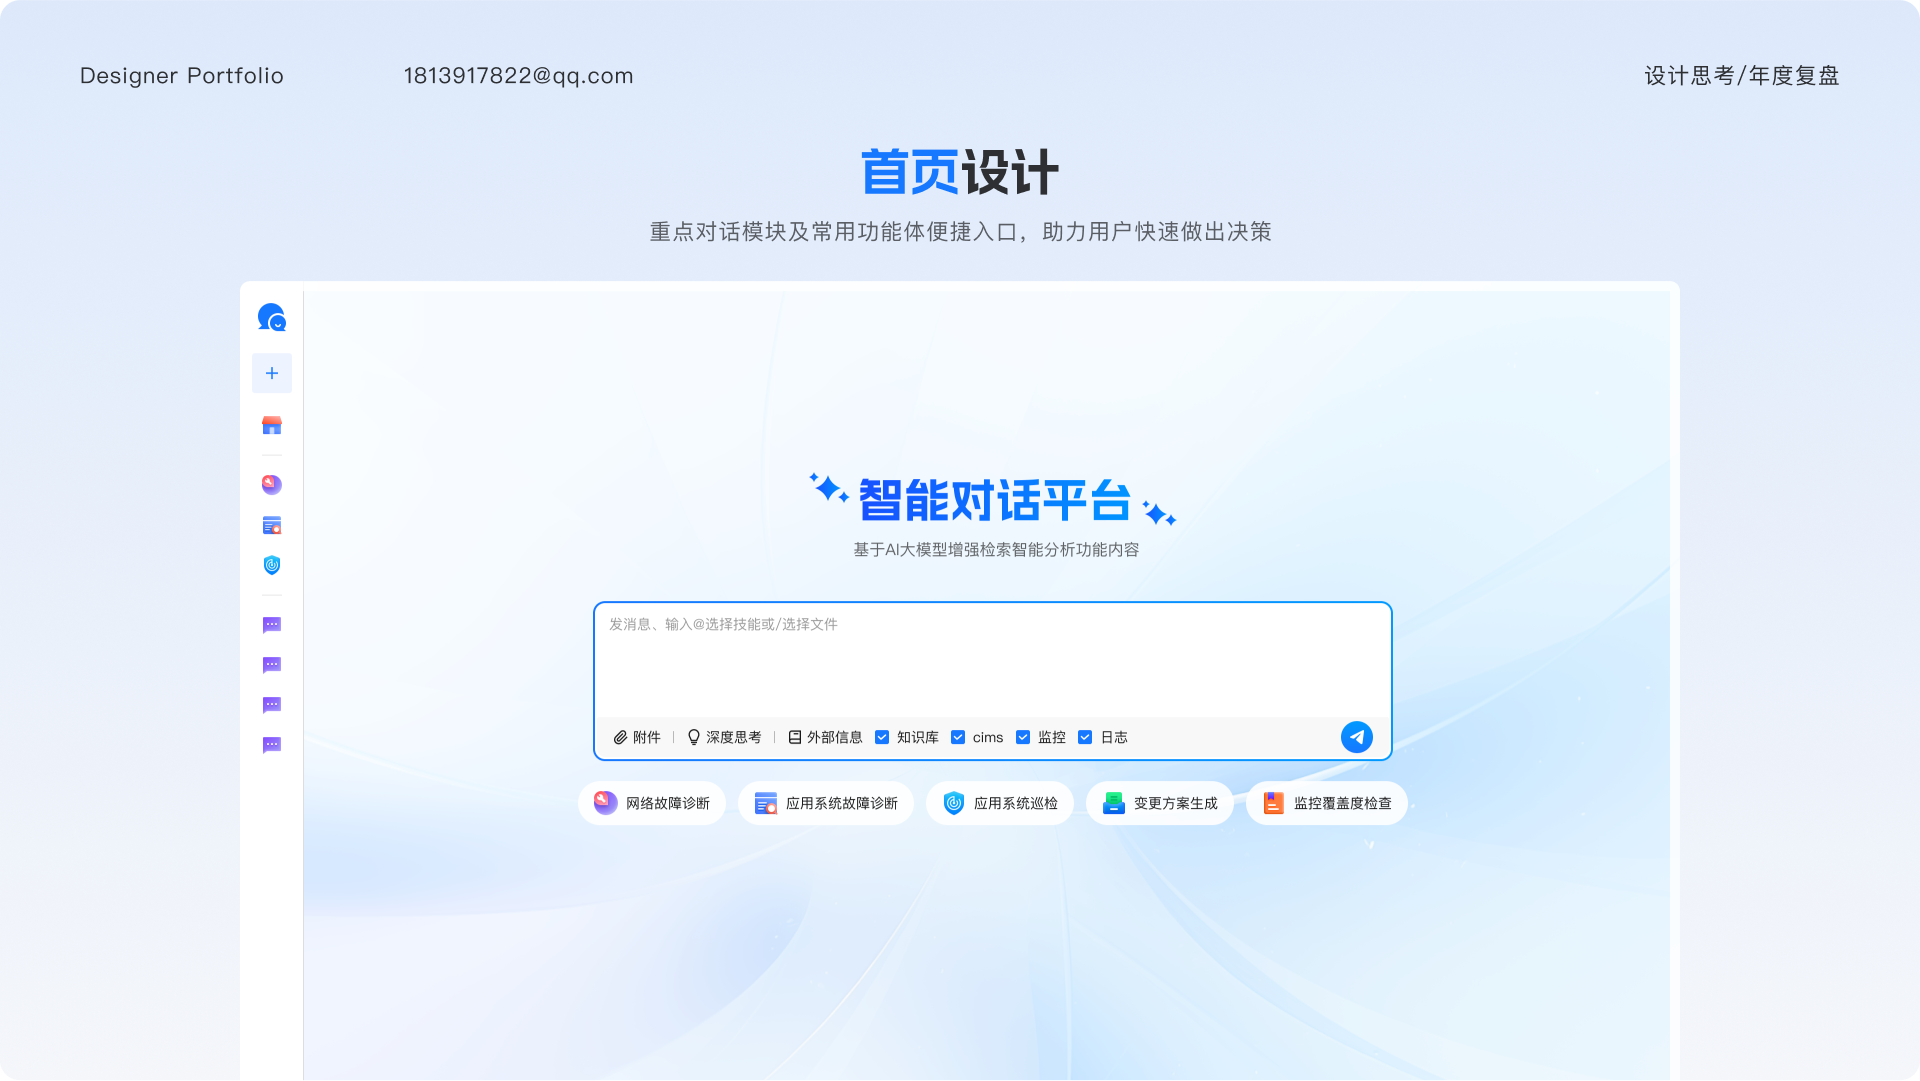 Designer Portfolio
1813917822@qq.com
设计思考/年度复盘
首页设计
重点对话模块及常用功能体便捷入口，助力用户快速做出决策
智能对话平台
基于AI大模型增强检索智能分析功能内容
发消息、输入@选择技能或/选择文件
附件 深度思考 外部信息 知识库 cims 监控 日志
网络故障诊断 应用系统故障诊断 应用系统巡检 变更方案生成 监控覆盖度检查